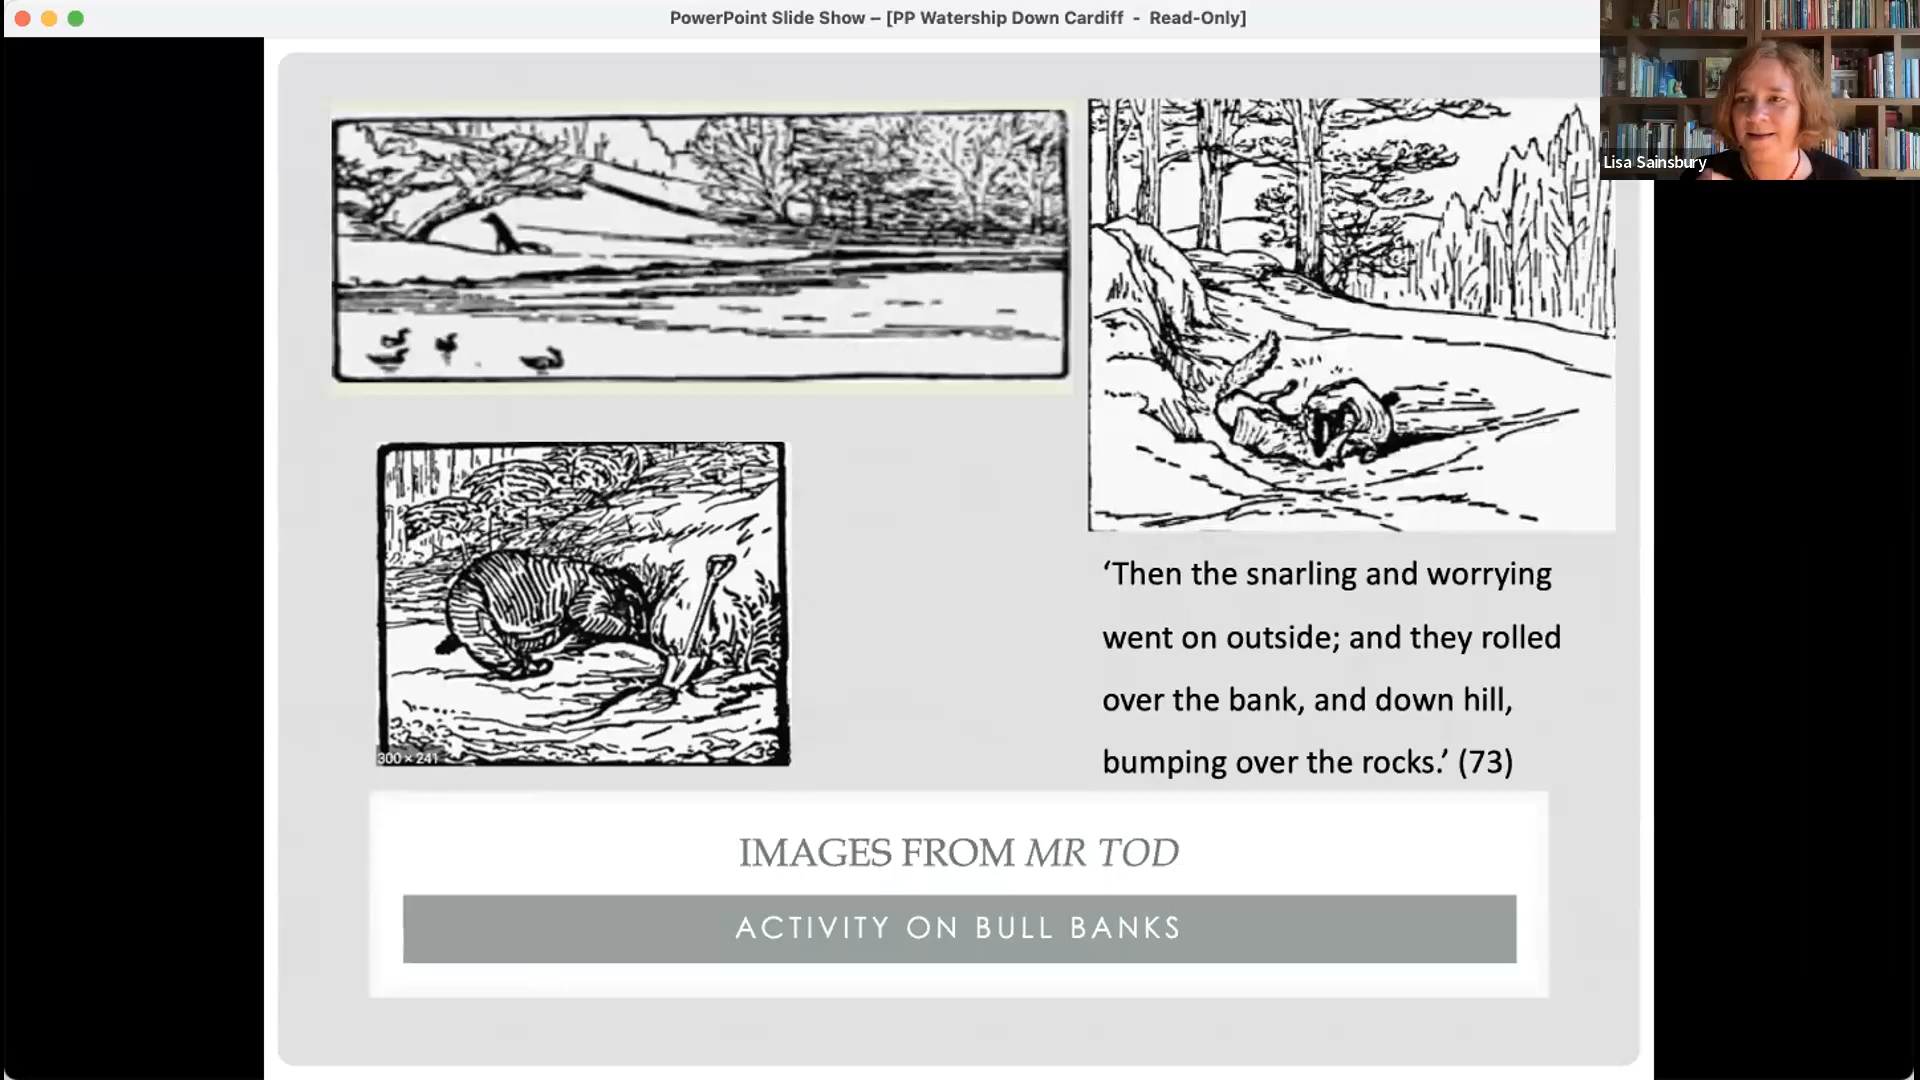 PowerPoint Slide Show – [PP Watership Down Cardiff - Read-Only]
Lisa Sainsbury
‘Then the snarling and worrying
went on outside; and they rolled
over the bank, and down hill,
bumping over the rocks.’ (73)
300 × 241
IMAGES FROM MR TOD
ACTIVITY ON BULL BANKS